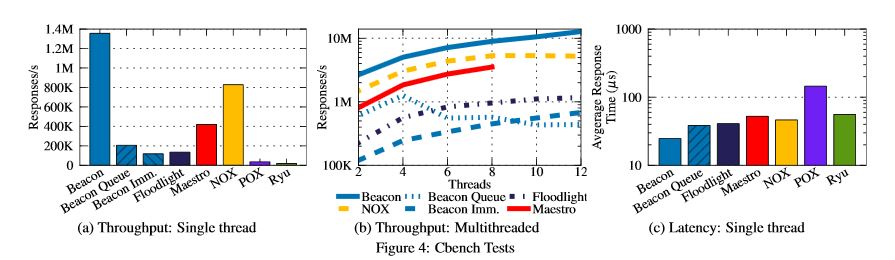 1.4M
1.2M
1M
800K
600K
400K
200K
0
Responses/s
Beacon
Beacon Queue
Beacon Imm.
Floodlight
Maestro
NOX
POX
Ryu
(a) Throughput: Single thread
10M
1M
100K
Responses/s
2 4 6 8 10 12
Threads
Beacon Beacon Queue Floodlight
NOX Beacon Imm. Maestro
(b) Throughput: Multithreaded
1000
100
10
Avgerage Response
Time (μs)
Beacon
Beacon Queue
Floodlight
Maestro
NOX
POX
Ryu
(c) Latency: Single thread
Figure 4: Cbench Tests